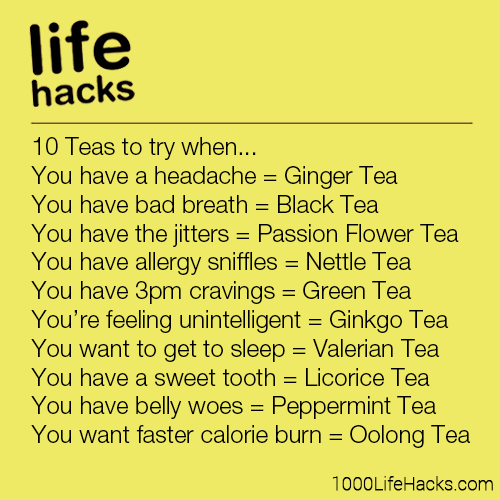 life
hacks
10 Teas to try when...
You have a headache = Ginger Tea
You have bad breath = Black Tea
You have the jitters = Passion Flower Tea
You have allergy sniffles = Nettle Tea
You have 3pm cravings = Green Tea
You’re feeling unintelligent = Ginkgo Tea
You want to get to sleep = Valerian Tea
You have a sweet tooth = Licorice Tea
You have belly woes = Peppermint Tea
You want faster calorie burn = Oolong Tea
1000LifeHacks.com